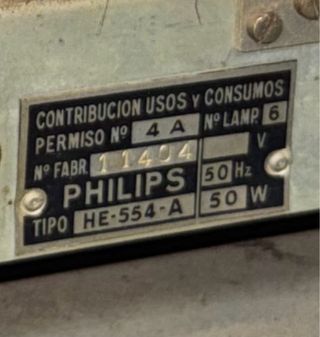 CONTRIBUCION USOS Y CONSUMOS
PERMISO Nº 4 A Nº LAMP. 6
Nº FABR. 11404 V
PHILIPS 50 Hz
TIPO HE-554-A 50 W